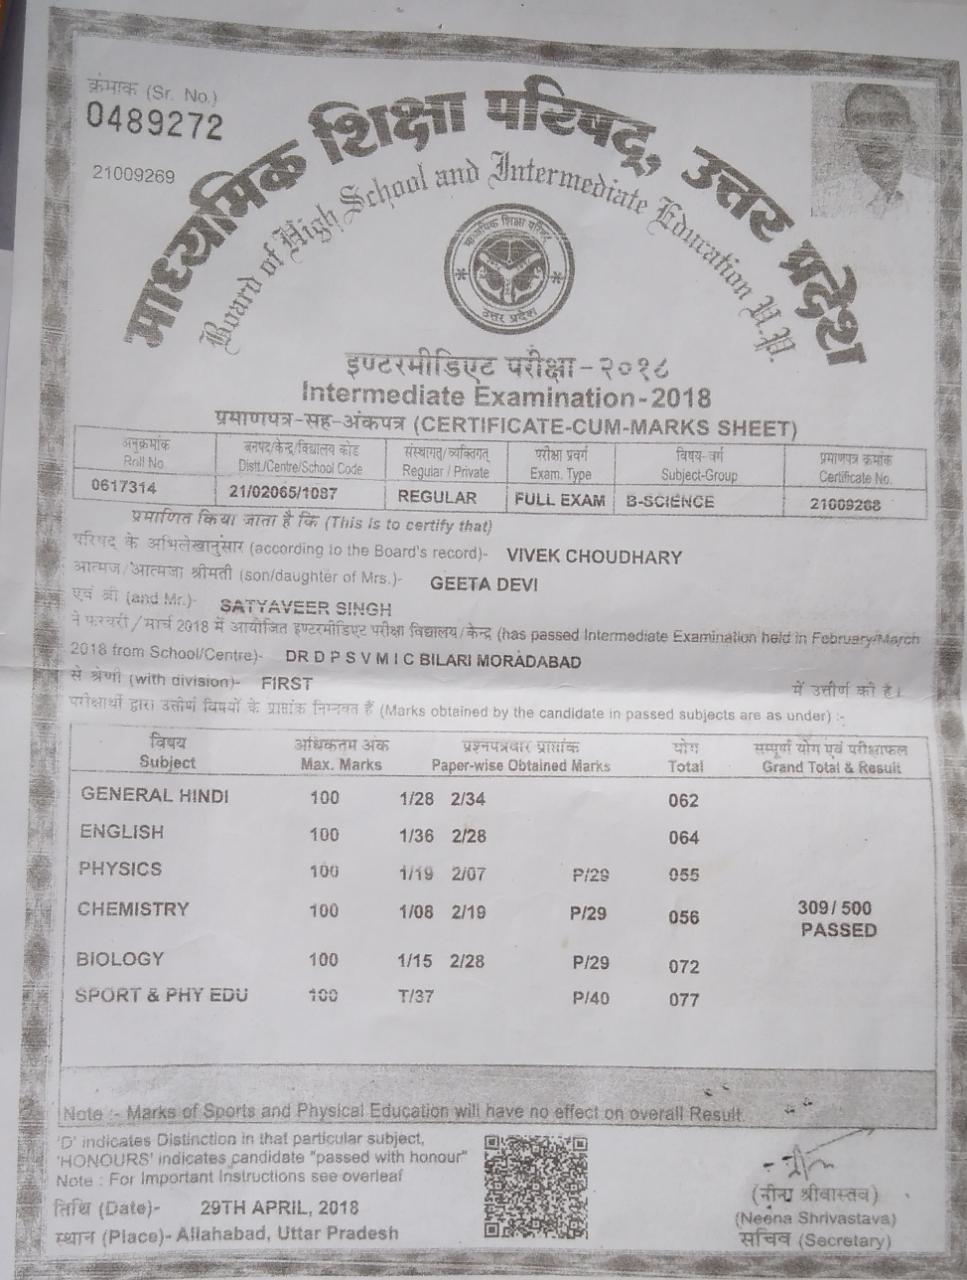 क्रमांक (Sr. No.)
0489272
21009269
माध्यमिक शिक्षा परिषद्, उत्तर प्रदेश
Board of High School and Intermediate Education U.P.
माध्यमिक शिक्षा परिषद्
उत्तर प्रदेश
इण्टरमीडिएट परीक्षा-२०१८
Intermediate Examination-2018
प्रमाणपत्र-सह-अंकपत्र (CERTIFICATE-CUM-MARKS SHEET)
अनुक्रमांक जनपद/केन्द्र/विद्यालय कोड संस्थागत/व्यक्तिगत् परीक्षा प्रवर्ग विषय-वर्ग प्रमाणपत्र क्रमांक
Roll No. Distt./Centre/School Code Regular / Private Exam. Type Subject-Group Certificate No.
0617314 21/02065/1087 REGULAR FULL EXAM B-SCIENCE 21009268
प्रमाणित किया जाता है कि (This is to certify that)
परिषद् के अभिलेखानुसार (according to the Board's record)- VIVEK CHOUDHARY
आत्मज/आत्मजा श्रीमती (son/daughter of Mrs.)- GEETA DEVI
एवं श्री (and Mr.)- SATYAVEER SINGH
ने फरवरी/मार्च 2018 में आयोजित इण्टरमीडिएट परीक्षा विद्यालय/केन्द्र (has passed Intermediate Examination held in February/March
2018 from School/Centre)- DR D P S V M I C BILARI MORADABAD
से श्रेणी (with division)- FIRST में उत्तीर्ण की है।
परीक्षार्थी द्वारा उत्तीर्ण विषयों के प्राप्तांक निम्नवत हैं (Marks obtained by the candidate in passed subjects are as under) :-
विषय अधिकतम अंक प्रश्नपत्रवार प्राप्तांक योग सम्पूर्ण योग एवं परीक्षाफल
Subject Max. Marks Paper-wise Obtained Marks Total Grand Total & Result
GENERAL HINDI 100 1/28 2/34 062
ENGLISH 100 1/36 2/28 064
PHYSICS 100 1/19 2/07 P/29 055
CHEMISTRY 100 1/08 2/19 P/29 056 309/ 500
PASSED
BIOLOGY 100 1/15 2/28 P/29 072
SPORT & PHY EDU 100 T/37 P/40 077
Note :- Marks of Sports and Physical Education will have no effect on overall Result.
'D' indicates Distinction in that particular subject,
'HONOURS' indicates candidate "passed with honour"
Note : For Important Instructions see overleaf
तिथि (Date)- 29TH APRIL, 2018
स्थान (Place)- Allahabad, Uttar Pradesh
(नीना श्रीवास्तव)
(Neena Shrivastava)
सचिव (Secretary)